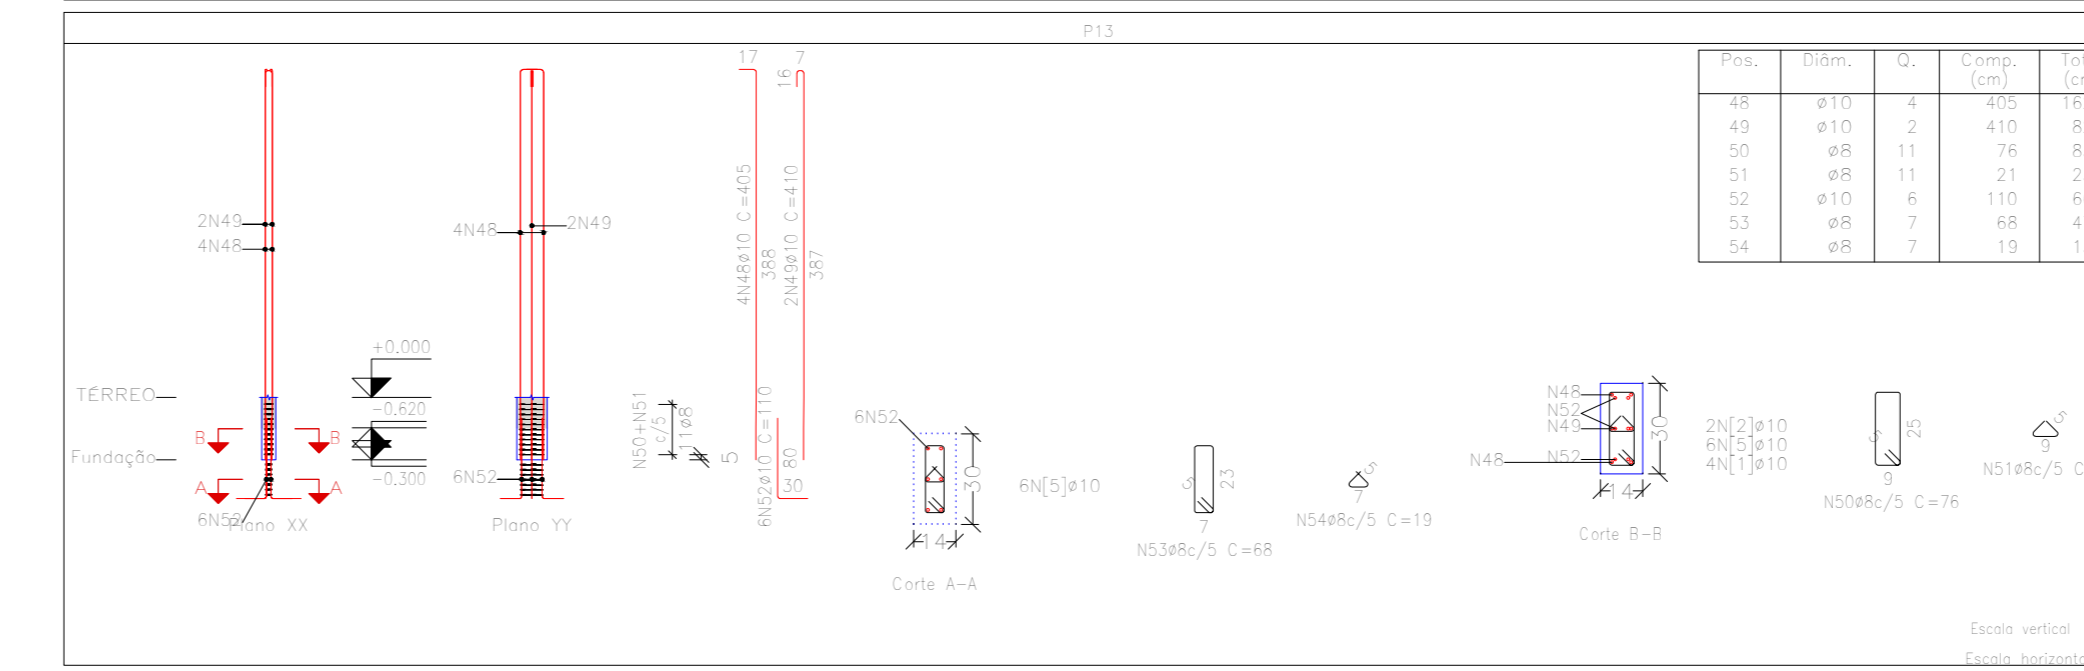 P13
Pos. Diâm. Q. Comp. (cm)
48 ø10 4 405
49 ø10 2 410
50 ø8 11 76
51 ø8 11 21
52 ø10 6 110
53 ø8 7 68
54 ø8 7 19
17
7
16
4N48ø10 C=405
388
2N49ø10 C=410
387
2N49
4N48
4N48
2N49
+0.000
TÉRREO
-0.620
B
B
Fundação
-0.300
A
A
6N52
Plano XX
6N52
Plano YY
N50+N51
c/5
11ø8
5
6N52ø10 C=110
80
30
6N52
30
14
Corte A-A
6N[5]ø10
5
23
7
N53ø8c/5 C=68
5
7
N54ø8c/5 C=19
N48
N52
N49
N48
N52
30
14
Corte B-B
2N[2]ø10
6N[5]ø10
4N[1]ø10
5
25
9
N50ø8c/5 C=76
5
9
N51ø8c/5 C
Escala vertical
Escala